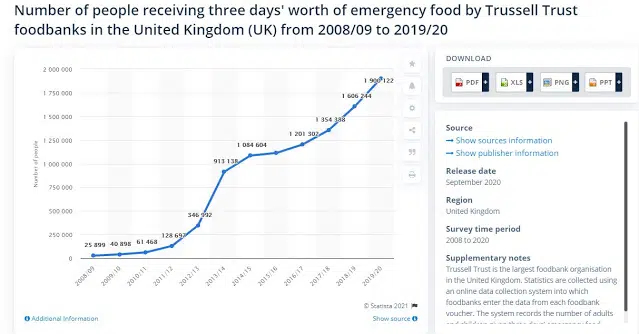 Number of people receiving three days' worth of emergency food by Trussell Trust
foodbanks in the United Kingdom (UK) from 2008/09 to 2019/20
DOWNLOAD
PDF + XLS + PNG + PPT +
Number of people
2 000 000
1 750 000
1 500 000
1 250 000
1 000 000
750 000
500 000
250 000
0
25 899
40 898
61 468
128 697
346 992
913 138
1 084 604
1 201 302
1 354 388
1 606 244
1 900 122
2008/09
2009/10
2010/11
2011/12
2012/13
2013/14
2014/15
2015/16
2016/17
2017/18
2018/19
2019/20
© Statista 2021
Additional Information
Show source
Source
→ Show sources information
→ Show publisher information
Release date
September 2020
Region
United Kingdom
Survey time period
2008 to 2020
Supplementary notes
Trussell Trust is the largest foodbank organisation
in the United Kingdom. Statistics are collected using
an online data collection system into which
foodbanks enter the data from each foodbank
voucher. The system records the number of adults